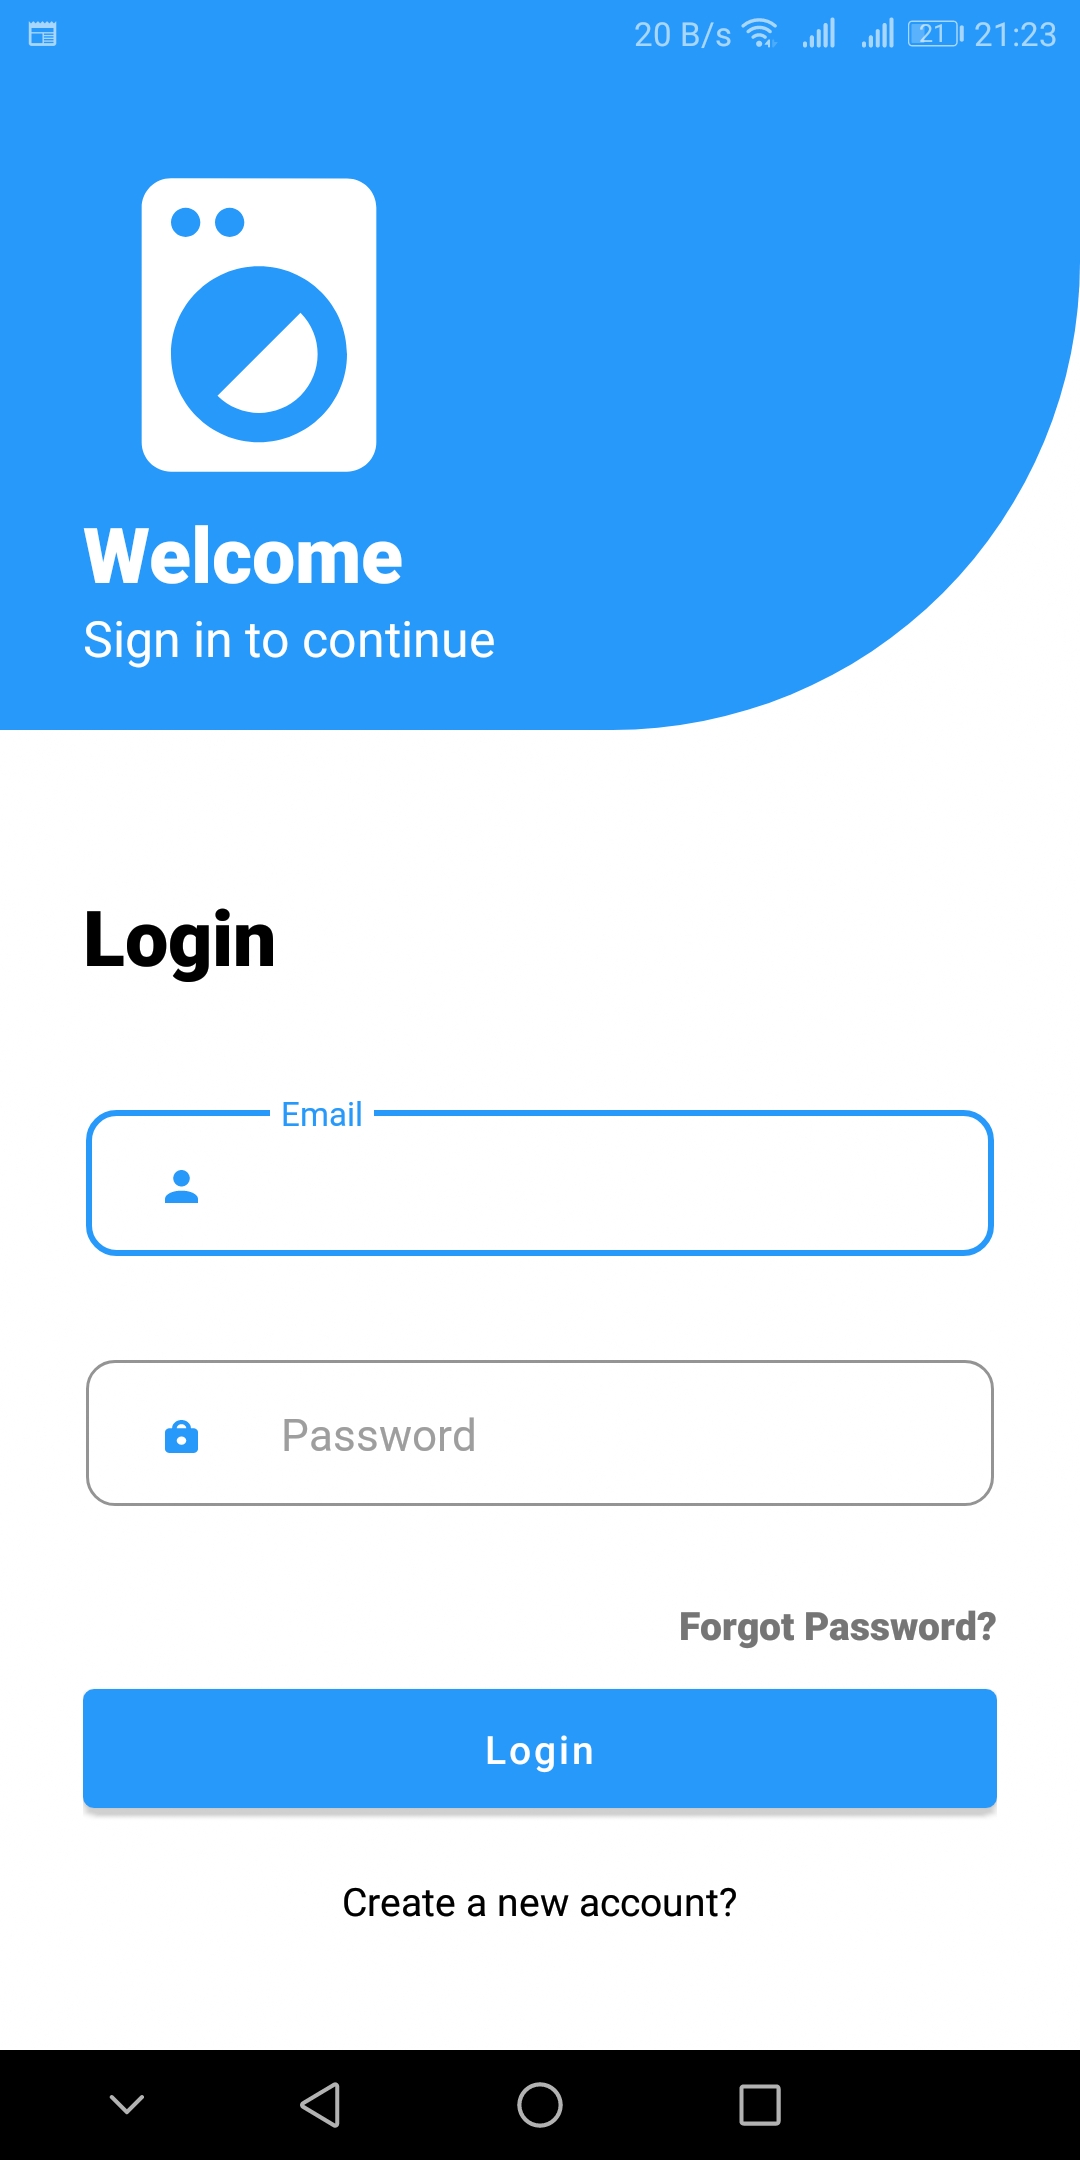 20 B/s 21 21:23
Welcome
Sign in to continue
Login
Email
Password
Forgot Password?
Login
Create a new account?